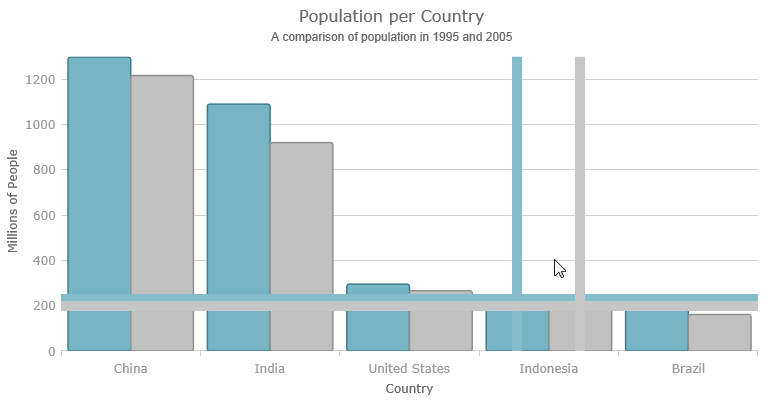 Population per Country
A comparison of population in 1995 and 2005
Millions of People
1200
1000
800
600
400
200
0
China India United States Indonesia Brazil
Country